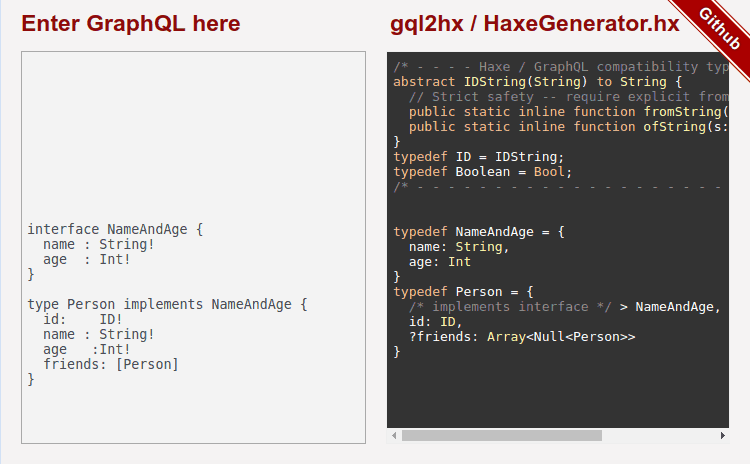 Enter GraphQL here
gql2hx / HaxeGenerator.hx
Github
interface NameAndAge {
  name : String!
  age  : Int!
}
type Person implements NameAndAge {
  id:    ID!
  name : String!
  age   :Int!
  friends: [Person]
}
/* - - - - Haxe / GraphQL compatibility typ
abstract IDString(String) to String {
  // Strict safety -- require explicit from
  public static inline function fromString(
  public static inline function ofString(s:
}
typedef ID = IDString;
typedef Boolean = Bool;
/* - - - - - - - - - - - - - - - - - - - -
typedef NameAndAge = {
  name: String,
  age: Int
}
typedef Person = {
  /* implements interface */ > NameAndAge,
  id: ID,
  ?friends: Array<Null<Person>>
}